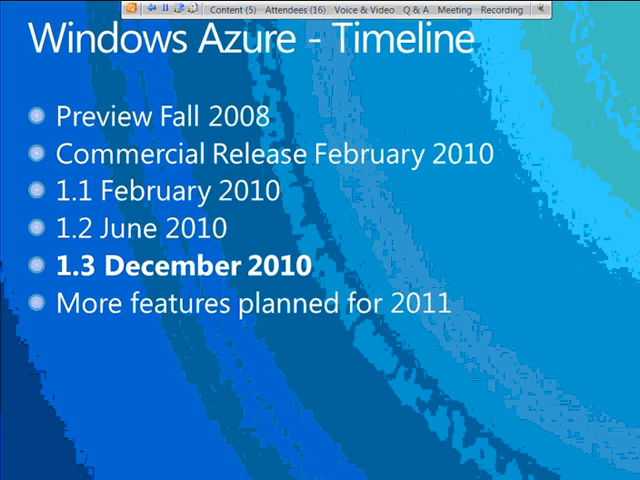 Content (5) Attendees (16) Voice & Video Q & A Meeting Recording
Windows Azure - Timeline
Preview Fall 2008
Commercial Release February 2010
1.1 February 2010
1.2 June 2010
1.3 December 2010
More features planned for 2011